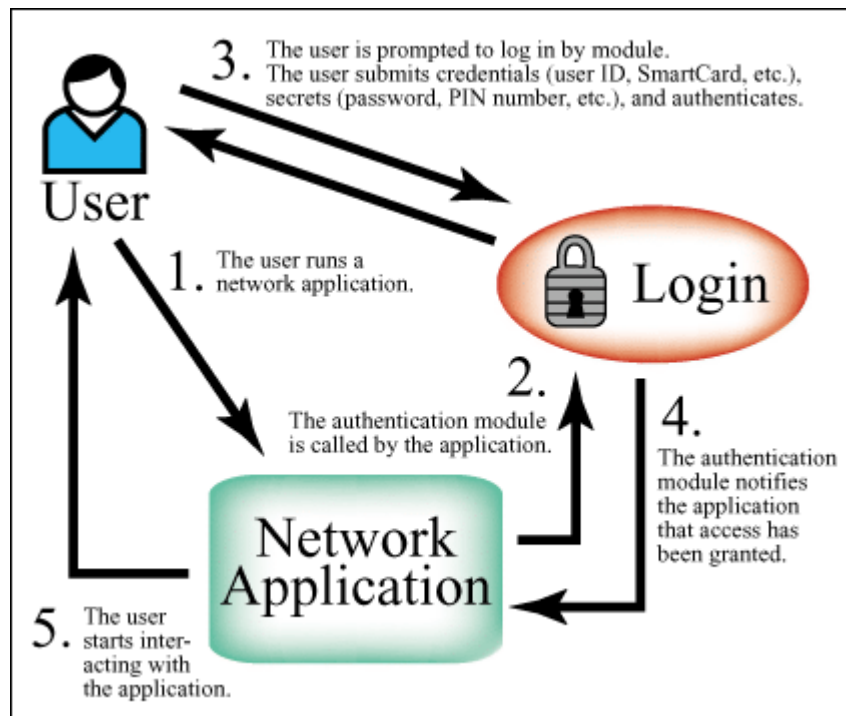 3. The user is prompted to log in by module.
The user submits credentials (user ID, SmartCard, etc.),
secrets (password, PIN number, etc.), and authenticates.
User
1. The user runs a
network application.
Login
2.
The authentication module
is called by the application.
4.
The authentication
module notifies
the application
that access has
been granted.
Network
Application
5. The user
starts inter-
acting with
the application.